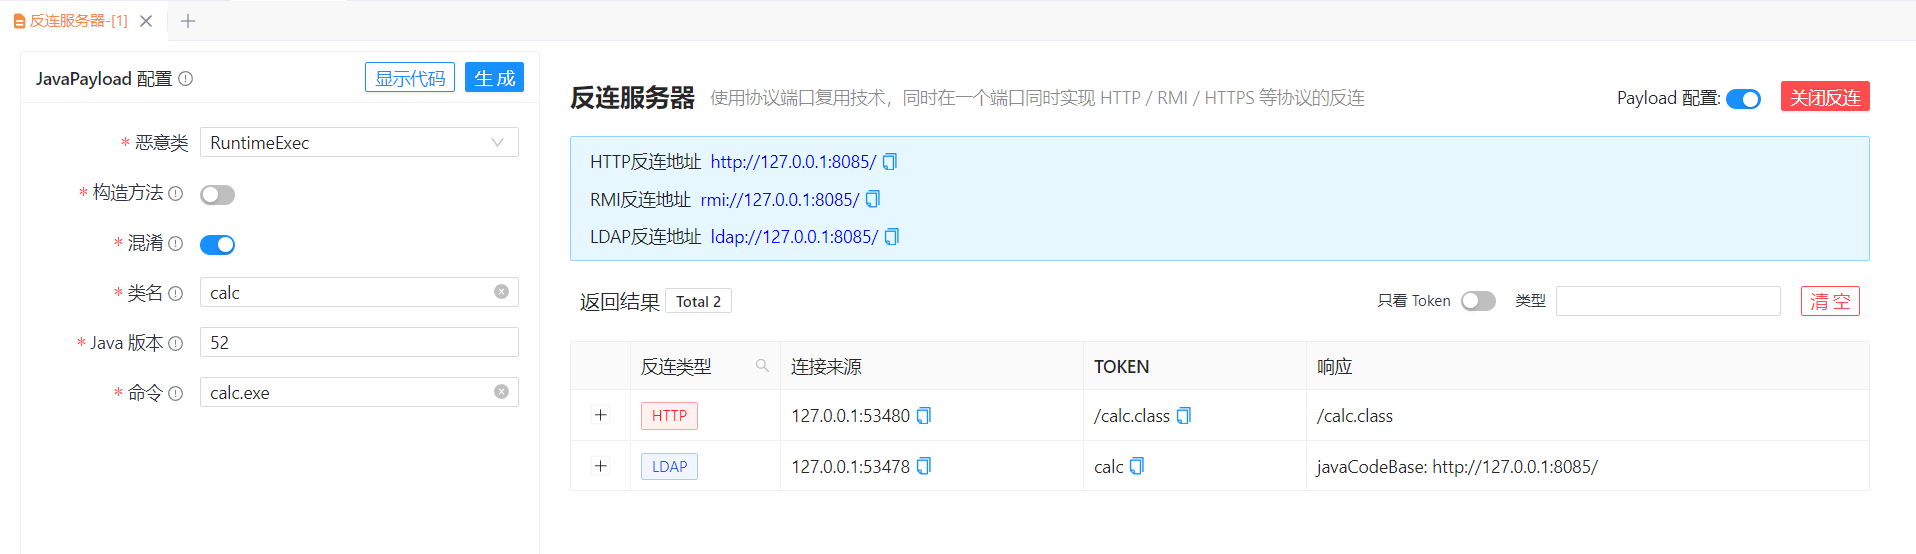 反连服务器-[1]
JavaPayload 配置
显示代码
生 成
* 恶意类
RuntimeExec
* 构造方法
* 混淆
* 类名
calc
* Java 版本
52
* 命令
calc.exe
反连服务器 使用协议端口复用技术，同时在一个端口同时实现 HTTP / RMI / HTTPS 等协议的反连
Payload 配置:
关闭反连
HTTP反连地址 http://127.0.0.1:8085/
RMI反连地址 rmi://127.0.0.1:8085/
LDAP反连地址 ldap://127.0.0.1:8085/
返回结果 Total 2
只看 Token
类型
清 空
反连类型 连接来源 TOKEN 响应
HTTP 127.0.0.1:53480 /calc.class /calc.class
LDAP 127.0.0.1:53478 calc javaCodeBase: http://127.0.0.1:8085/